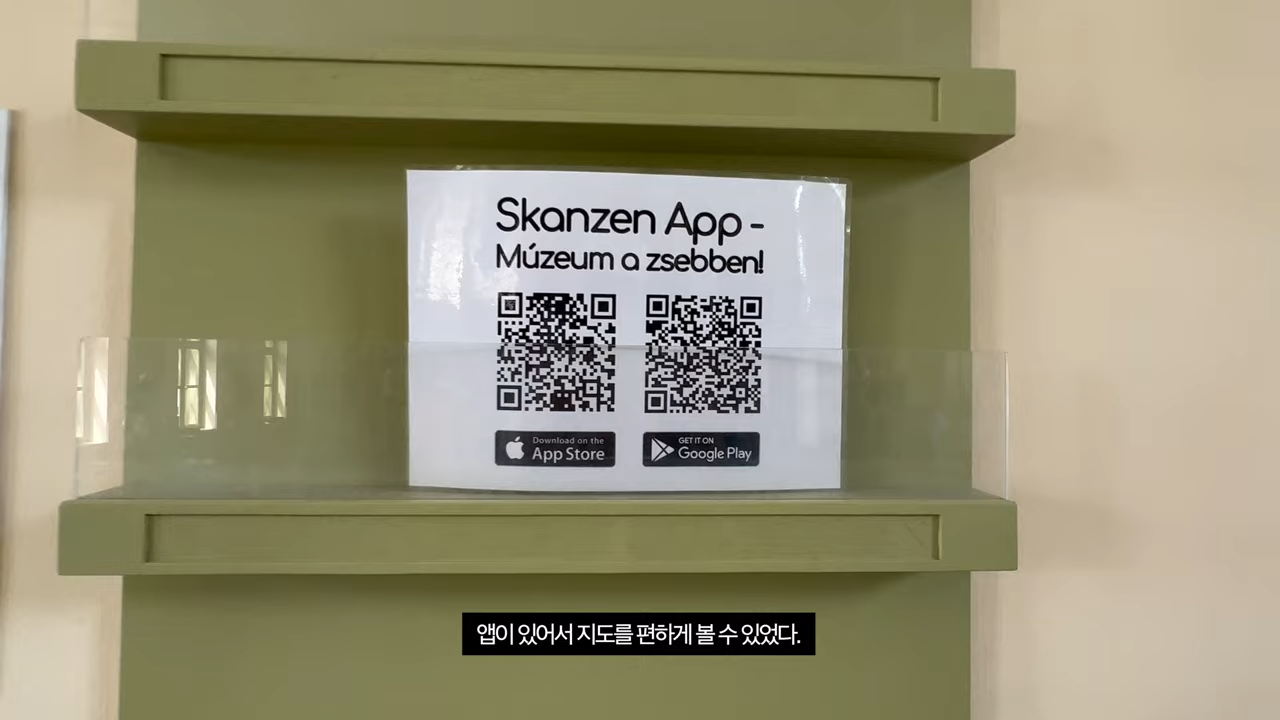 Skanzen App -
Múzeum a zsebben!
Download on the
App Store
GET IT ON
Google Play
앱이 있어서 지도를 편하게 볼 수 있었다.